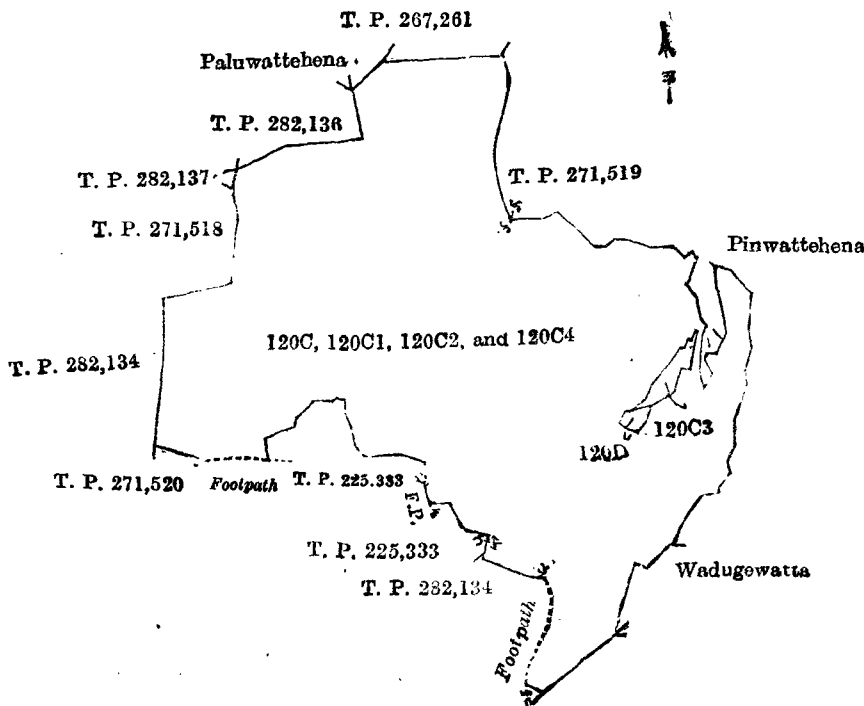 T. P. 267,261
Paluwattehena
T. P. 282,136
T. P. 282,137
T. P. 271,519
T. P. 271,518
Pinwattehena
120C, 120C1, 120C2, and 120C4
T. P. 282,134
120C3
120D
T. P. 271,520
Footpath
T. P. 225.333
F.P.
T. P. 225,333
T. P. 282,134
Wadugowatta
Footpath